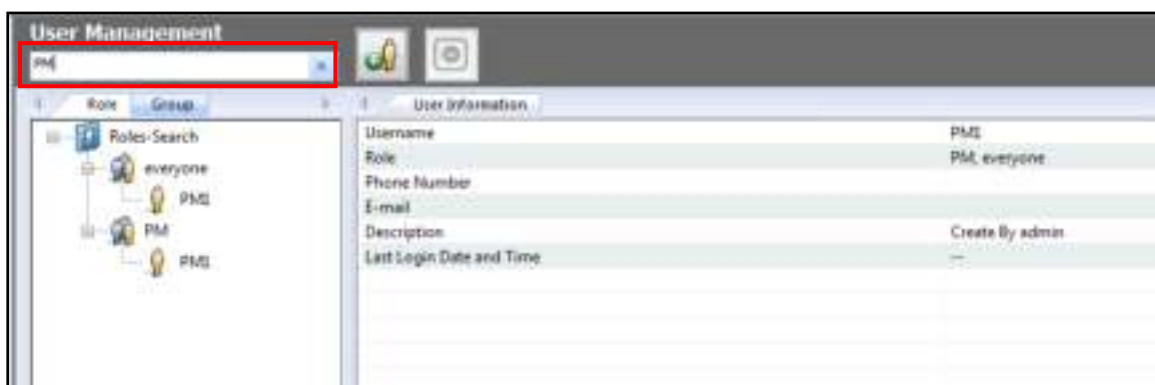 User Management
PM
Role Group
User Information
Roles-Search
everyone
PM1
PM
PM1
Username PM1
Role PM, everyone
Phone Number
E-mail
Description Create By admin
Last Login Date and Time ---